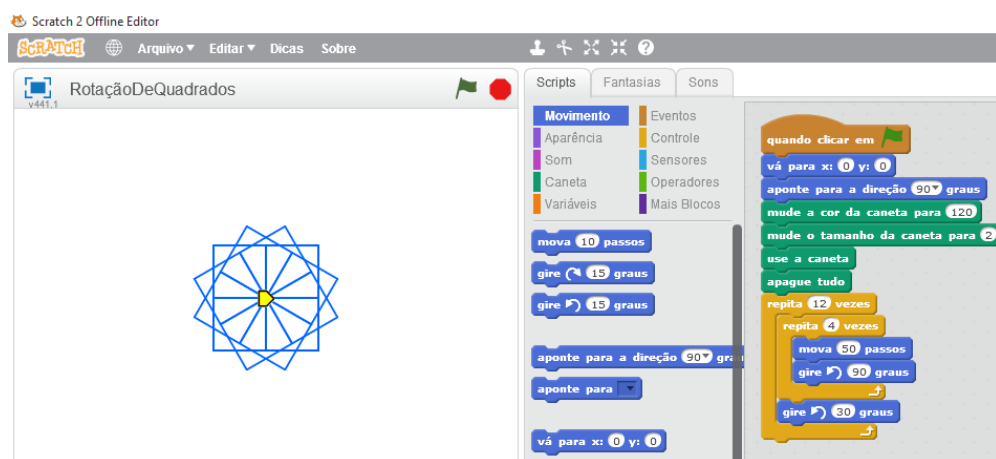 Scratch 2 Offline Editor
SCRATCH Arquivo Editar Dicas Sobre
RotaçãoDeQuadrados
v441.1
Scripts Fantasias Sons
Movimento Eventos
Aparência Controle
Som Sensores
Caneta Operadores
Variáveis Mais Blocos
mova 10 passos
gire 15 graus
gire 15 graus
aponte para a direção 90 gra
aponte para
vá para x: 0 y: 0
quando clicar em
vá para x: 0 y: 0
aponte para a direção 90 graus
mude a cor da caneta para 120
mude o tamanho da caneta para 2
use a caneta
apague tudo
repita 12 vezes
repita 4 vezes
mova 50 passos
gire 90 graus
gire 30 graus